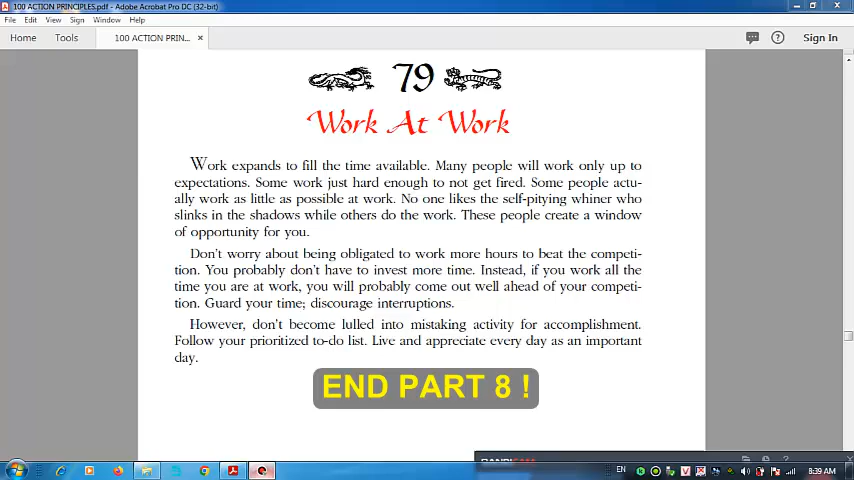 100 ACTION PRINCIPLES.pdf - Adobe Acrobat Pro DC (32-bit)
File Edit View Sign Window Help
Home Tools 100 ACTION PRIN... × Sign In
79
Work At Work
Work expands to fill the time available. Many people will work only up to
expectations. Some work just hard enough to not get fired. Some people actu-
ally work as little as possible at work. No one likes the self-pitying whiner who
slinks in the shadows while others do the work. These people create a window
of opportunity for you.
Don't worry about being obligated to work more hours to beat the competi-
tion. You probably don't have to invest more time. Instead, if you work all the
time you are at work, you will probably come out well ahead of your competi-
tion. Guard your time; discourage interruptions.
However, don't become lulled into mistaking activity for accomplishment.
Follow your prioritized to-do list. Live and appreciate every day as an important
day.
END PART 8 !
EN 8:39 AM